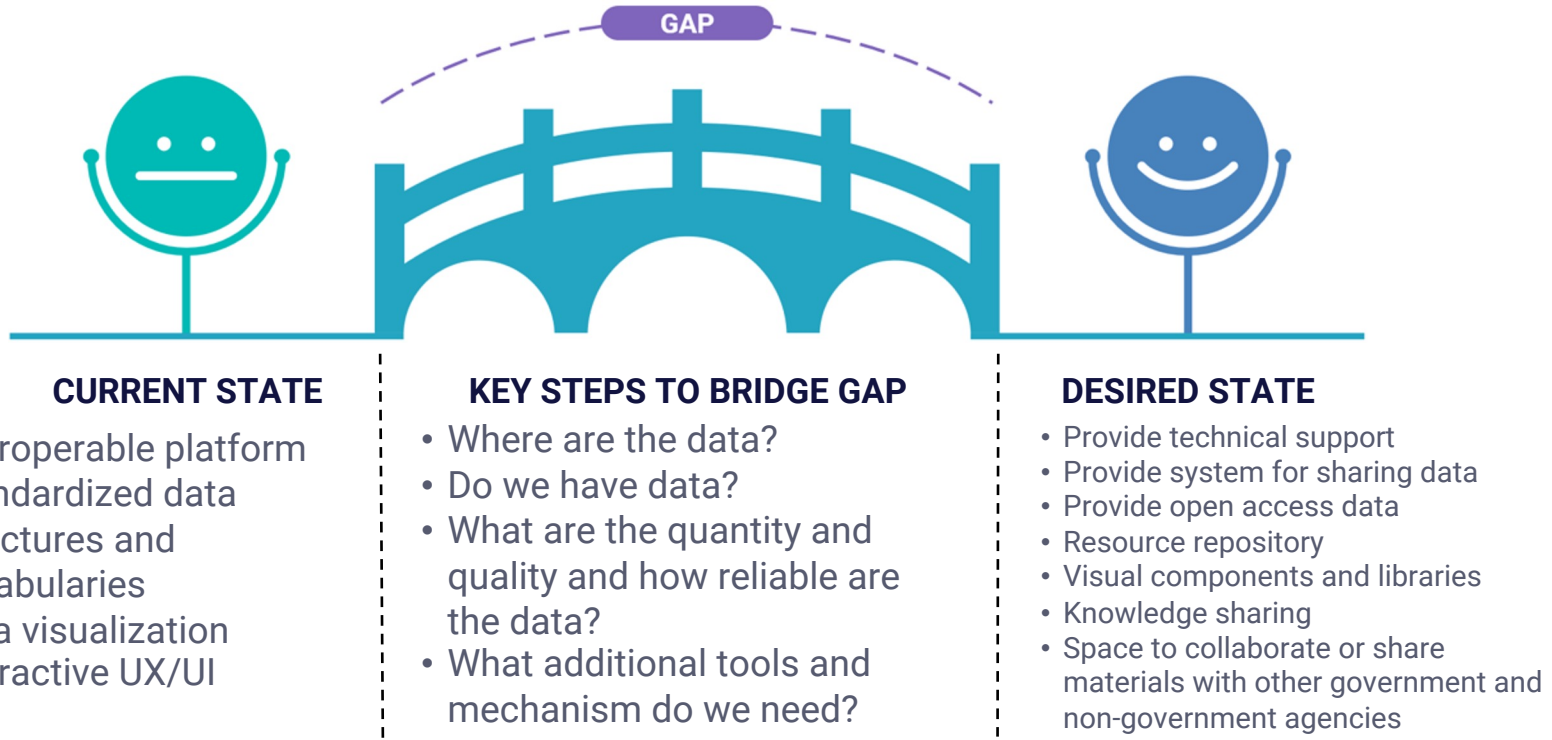 GAP
CURRENT STATE
roperable platform
ndardized data
ctures and
abularies
a visualization
ractive UX/UI
KEY STEPS TO BRIDGE GAP
• Where are the data?
• Do we have data?
• What are the quantity and
quality and how reliable are
the data?
• What additional tools and
mechanism do we need?
DESIRED STATE
• Provide technical support
• Provide system for sharing data
• Provide open access data
• Resource repository
• Visual components and libraries
• Knowledge sharing
• Space to collaborate or share
materials with other government and
non-government agencies